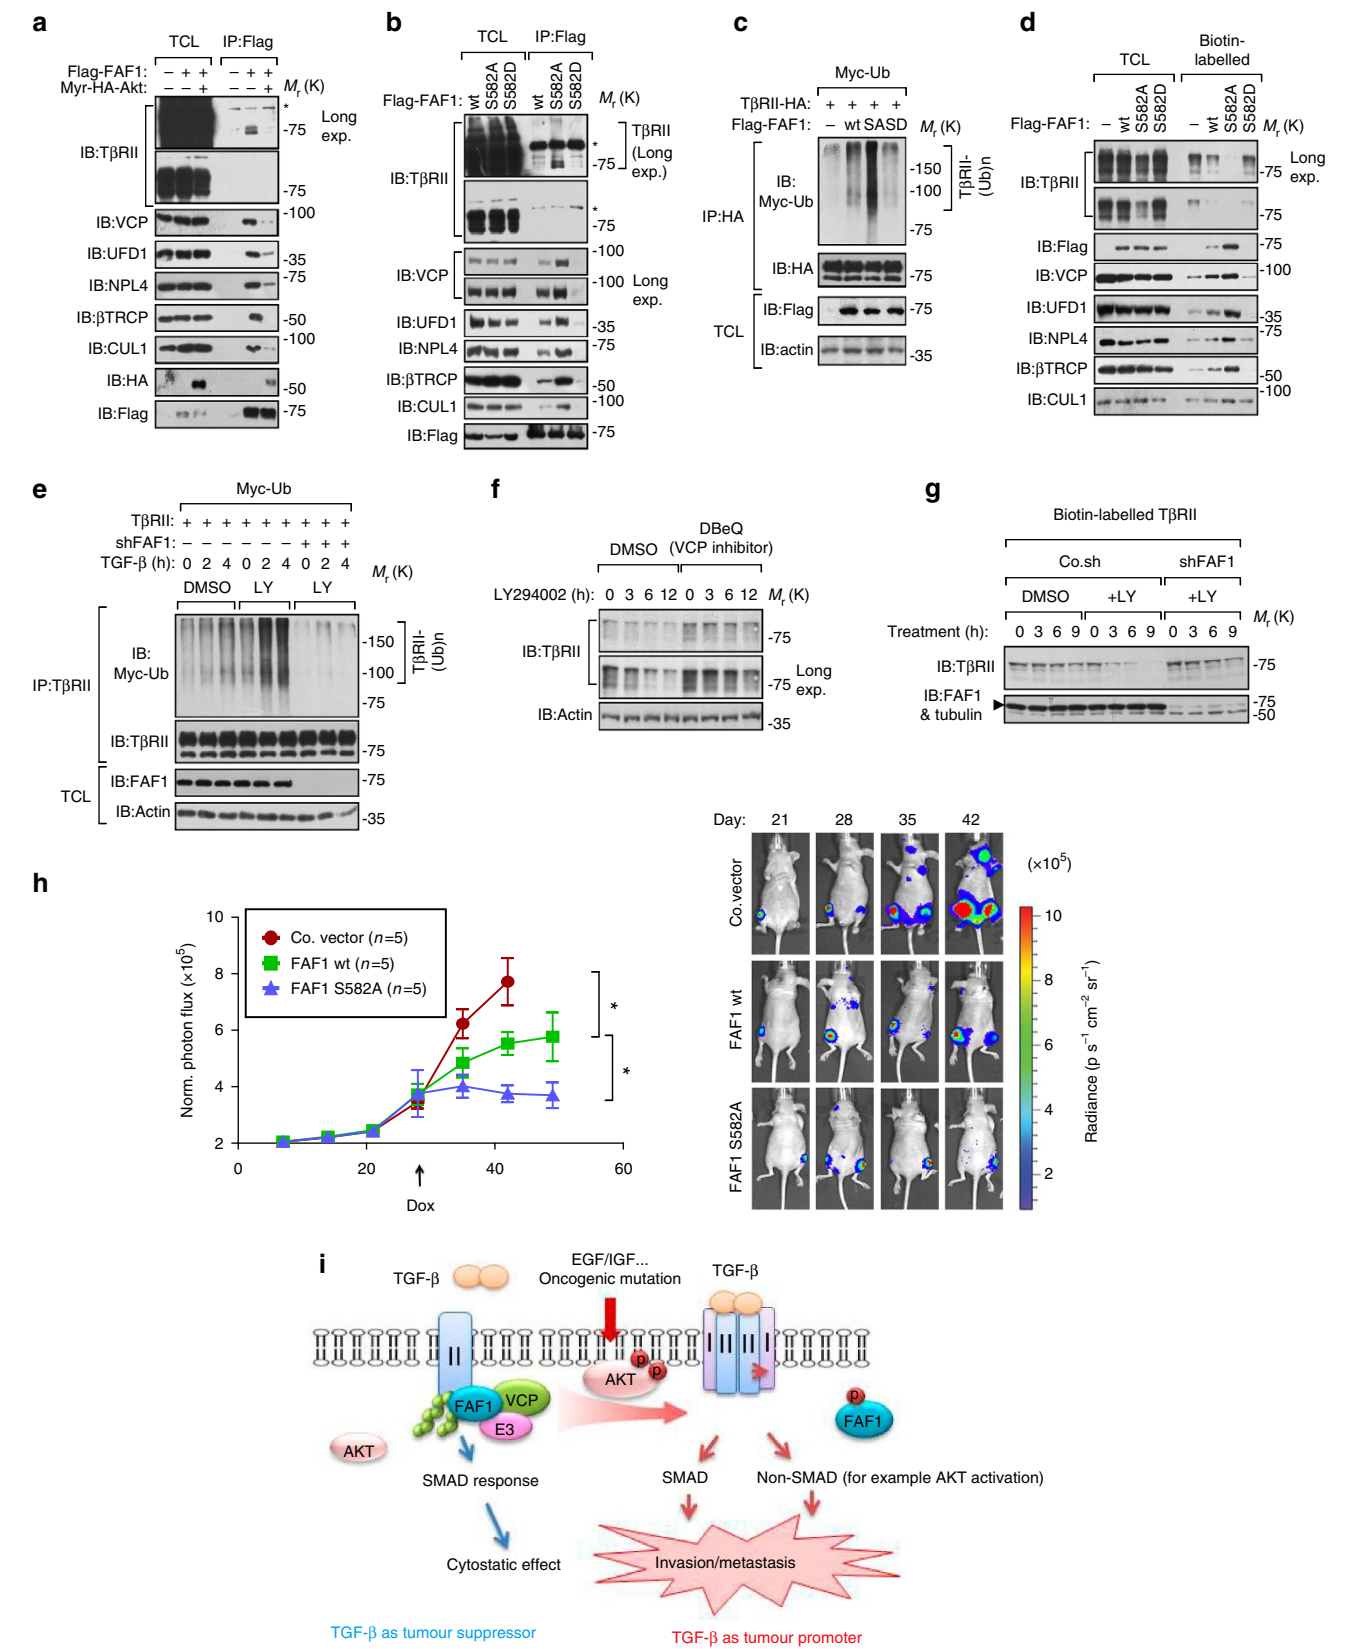 a
TCL IP:Flag
Flag-FAF1: – + + – + +
Myr-HA-Akt: – – + – – + Mr (K)
IB:TβRII
* Long exp.
-75
-75
IB:VCP -100
IB:UFD1 -35
IB:NPL4 -75
IB:βTRCP -50
IB:CUL1 -100
IB:HA -50
IB:Flag -75
b
TCL IP:Flag
Flag-FAF1: wt S582A S582D wt S582A S582D Mr (K)
IB:TβRII
* TβRII (Long exp.)
-75
*
-75
IB:VCP -100
-100 Long exp.
IB:UFD1 -35
IB:NPL4 -75
IB:βTRCP -50
IB:CUL1 -100
IB:Flag -75
c
Myc-Ub
TβRII-HA: + + + +
Flag-FAF1: – wt SA SD Mr (K)
IP:HA
IB: Myc-Ub
-150
-100
-75
TβRII-(Ub)n
IB:HA -75
TCL
IB:Flag -75
IB:actin -35
d
TCL Biotin-labelled
Flag-FAF1: – wt S582A S582D – wt S582A S582D Mr (K)
IB:TβRII
-75 Long exp.
-75
IB:Flag -75
IB:VCP -100
IB:UFD1 -35
IB:NPL4 -75
IB:βTRCP -50
IB:CUL1 -100
e
Myc-Ub
TβRII: + + + + + + + + +
shFAF1: – – – – – – + + +
TGF-β (h): 0 2 4 0 2 4 0 2 4 Mr (K)
DMSO LY LY
IP:TβRII
IB: Myc-Ub
-150
-100
-75
TβRII-(Ub)n
IB:TβRII -75
TCL
IB:FAF1 -75
IB:Actin -35
f
DMSO DBeQ (VCP inhibitor)
LY294002 (h): 0 3 6 12 0 3 6 12 Mr (K)
IB:TβRII
-75
-75 Long exp.
IB:Actin -35
g
Biotin-labelled TβRII
Co.sh shFAF1
DMSO +LY +LY
Treatment (h): 0 3 6 9 0 3 6 9 0 3 6 9 Mr (K)
IB:TβRII -75
IB:FAF1 & tubulin -75
-50
h
Norm. photon flux (×10⁵)
10
8
6
4
2
Co. vector (n=5)
FAF1 wt (n=5)
FAF1 S582A (n=5)
*
*
0 20 40 60
Dox
Day: 21 28 35 42
Co.vector
FAF1 wt
FAF1 S582A
(×10⁵)
10
8
6
4
2
Radiance (p s⁻¹ cm⁻² sr⁻¹)
i
TGF-β
EGF/IGF...
Oncogenic mutation
TGF-β
II
I II II I
AKT p p
FAF1 VCP E3
p
FAF1
AKT
SMAD response
SMAD
Non-SMAD (for example AKT activation)
Cytostatic effect
Invasion/metastasis
TGF-β as tumour suppressor
TGF-β as tumour promoter